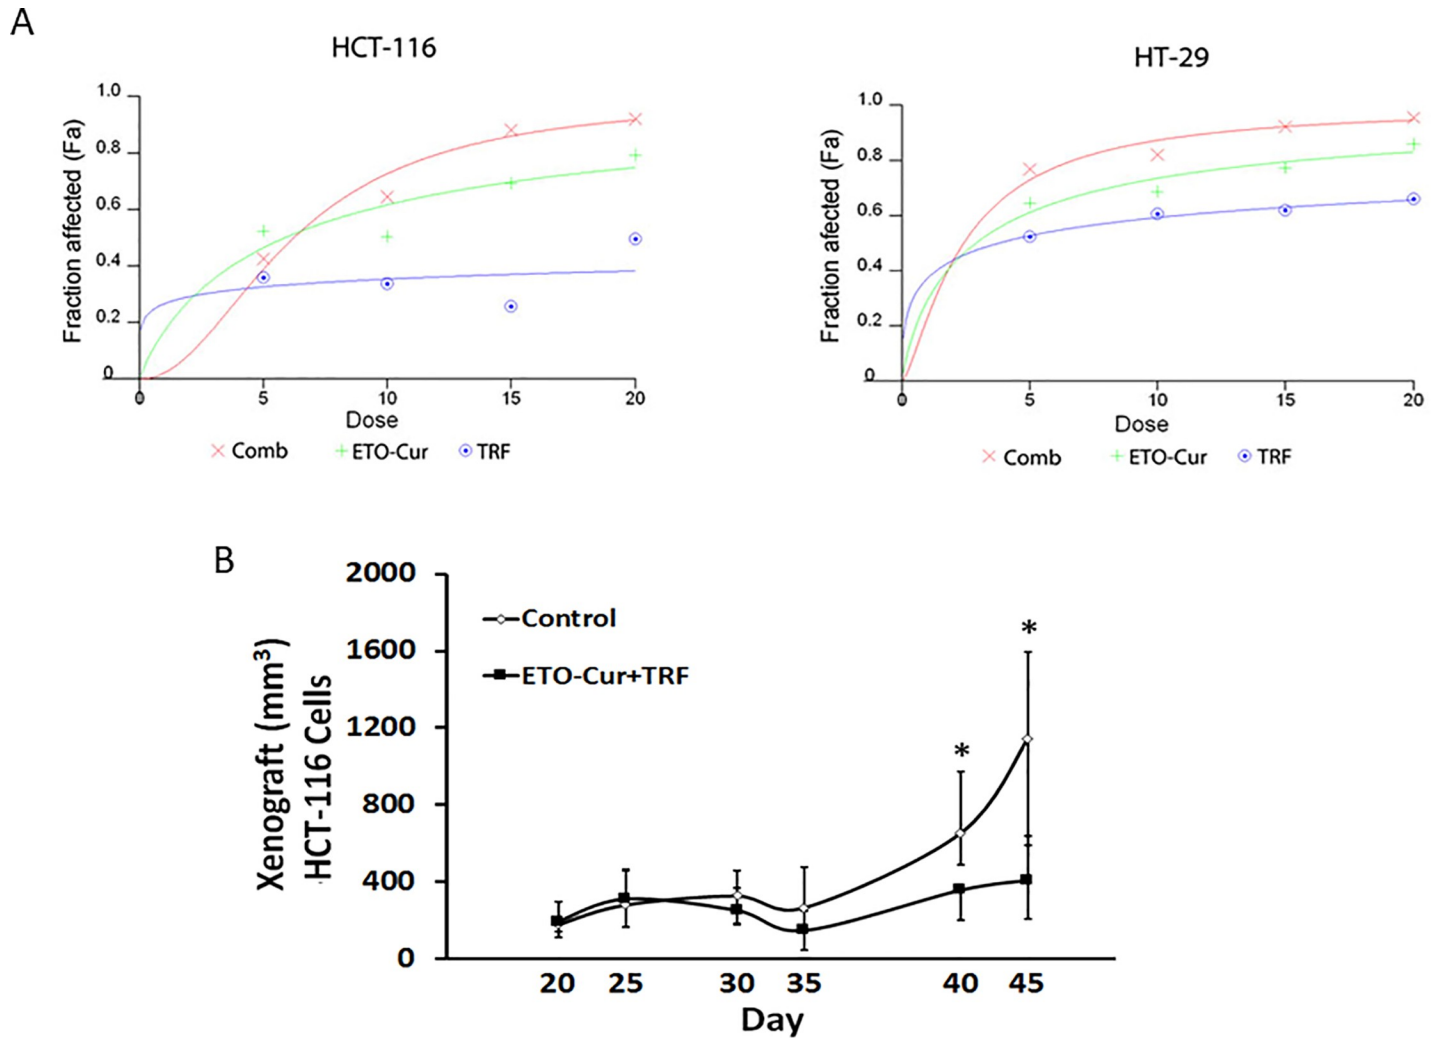 A
HCT-116
Fraction affected (Fa)
1.0
0.8
0.6
0.4
0.2
0
0 5 10 15 20
Dose
Comb ETO-Cur TRF
HT-29
Fraction afected (Fa)
1.0
0.8
0.6
0.4
0.2
0
0 5 10 15 20
Dose
Comb ETO-Cur TRF
B
Xenograft (mm³)
HCT-116 Cells
2000
1600
1200
800
400
0
Control
ETO-Cur+TRF
*
*
20 25 30 35 40 45
Day